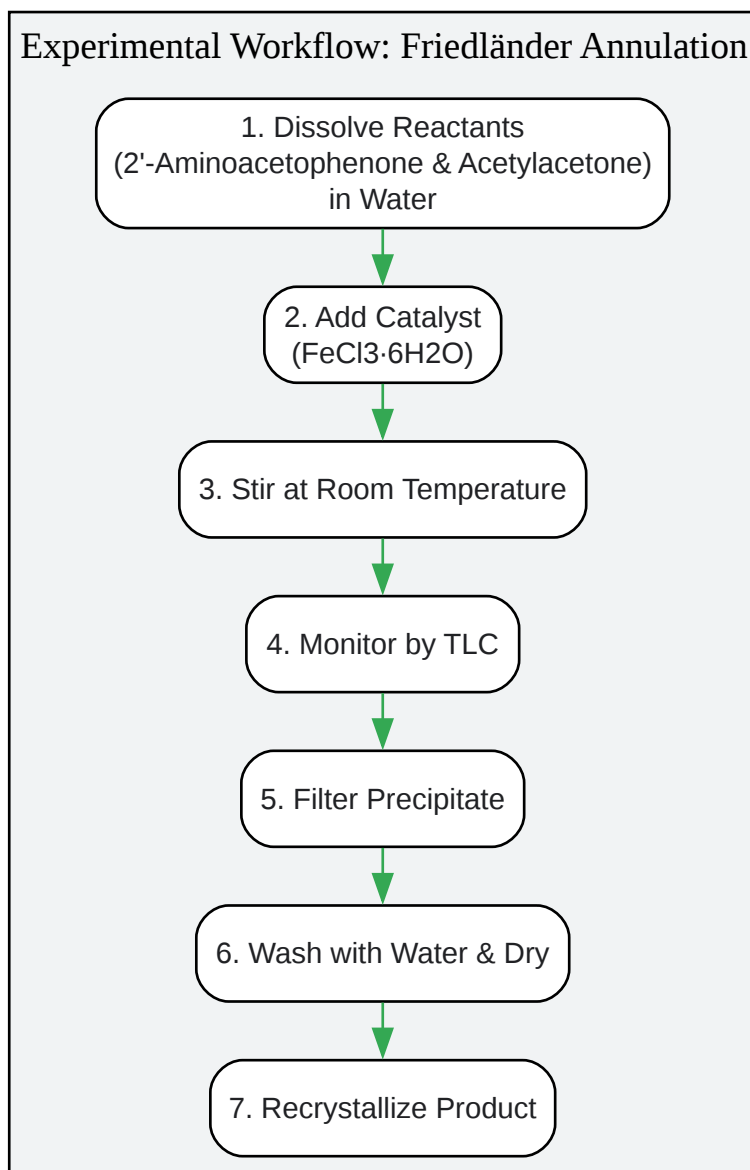 Experimental Workflow: Friedländer Annulation
1. Dissolve Reactants
(2'-Aminoacetophenone & Acetylacetone)
in Water
2. Add Catalyst
(FeCl3·6H2O)
3. Stir at Room Temperature
4. Monitor by TLC
5. Filter Precipitate
6. Wash with Water & Dry
7. Recrystallize Product